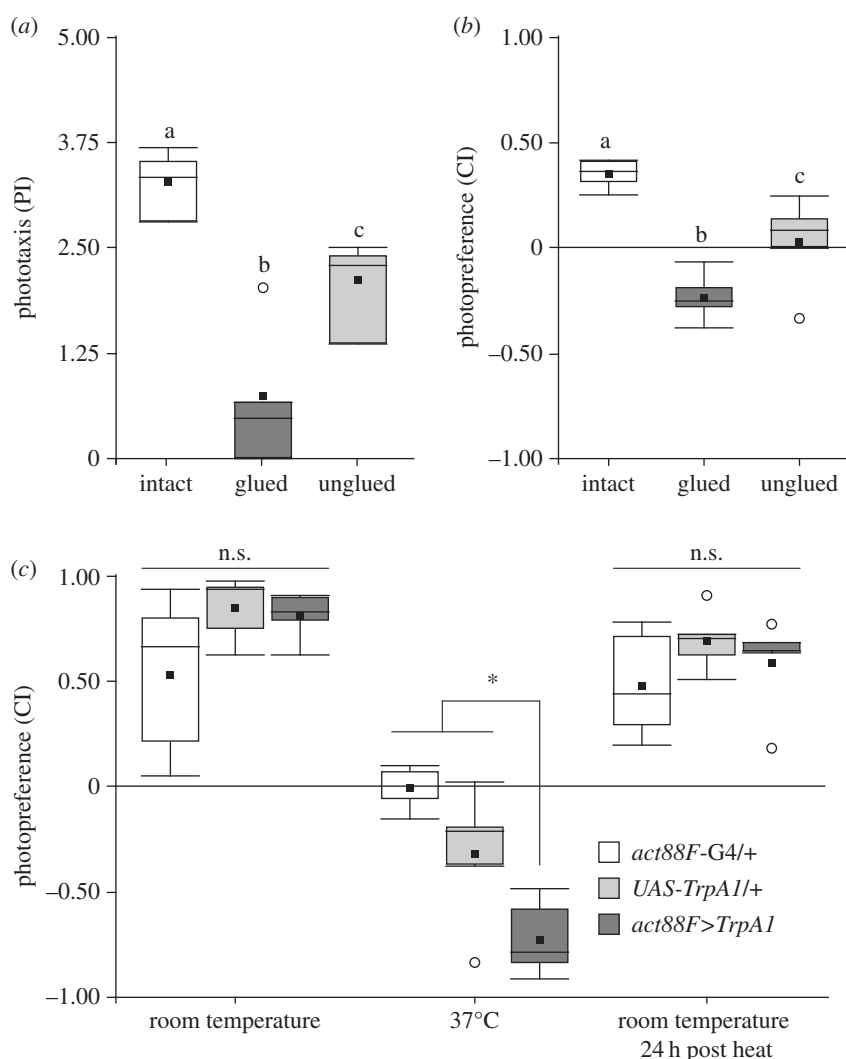 (a)
5.00
3.75
2.50
1.25
0
phototaxis (PI)
a
b
c
intact glued unglued
(b)
1.00
0.50
0
–0.50
–1.00
photopreference (CI)
a
b
c
intact glued unglued
(c)
1.00
0.50
0
–0.50
–1.00
photopreference (CI)
n.s.
*
n.s.
act88F-G4/+
UAS-TrpA1/+
act88F>TrpA1
room temperature
37°C
room temperature
24 h post heat